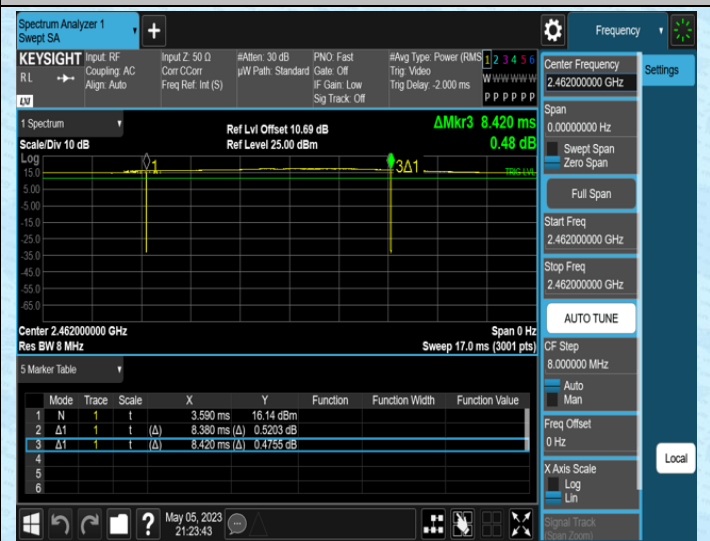 Spectrum Analyzer 1
Swept SA
+
Frequency
KEYSIGHT
RL
LXI
Input: RF
Coupling: AC
Align: Auto
Input Z: 50 Ω
Corr CCorr
Freq Ref: Int (S)
#Atten: 30 dB
µW Path: Standard
PNO: Fast
Gate: Off
IF Gain: Low
Sig Track: Off
#Avg Type: Power (RMS
Trig: Video
Trig Delay: -2.000 ms
1 2 3 4 5 6
W W W W W W
P P P P P P
1 Spectrum
Scale/Div 10 dB
Ref Lvl Offset 10.69 dB
Ref Level 25.00 dBm
ΔMkr3 8.420 ms
0.48 dB
Log
15.0
5.00
-5.00
-15.0
-25.0
-35.0
-45.0
-55.0
-65.0
1
3Δ1
TRIG LVL
Center 2.462000000 GHz
Res BW 8 MHz
Span 0 Hz
Sweep 17.0 ms (3001 pts)
5 Marker Table
Mode Trace Scale X Y Function Function Width Function Value
1 N 1 t 3.590 ms 16.14 dBm
2 Δ1 1 t (Δ) 8.380 ms (Δ) 0.5203 dB
3 Δ1 1 t (Δ) 8.420 ms (Δ) 0.4755 dB
4
5
6
?
May 05, 2023
21:23:43
Center Frequency
2.462000000 GHz
Span
0.00000000 Hz
Swept Span
Zero Span
Full Span
Start Freq
2.462000000 GHz
Stop Freq
2.462000000 GHz
AUTO TUNE
CF Step
8.000000 MHz
Auto
Man
Freq Offset
0 Hz
X Axis Scale
Log
Lin
Signal Track
(Span Zoom)
Settings
Local